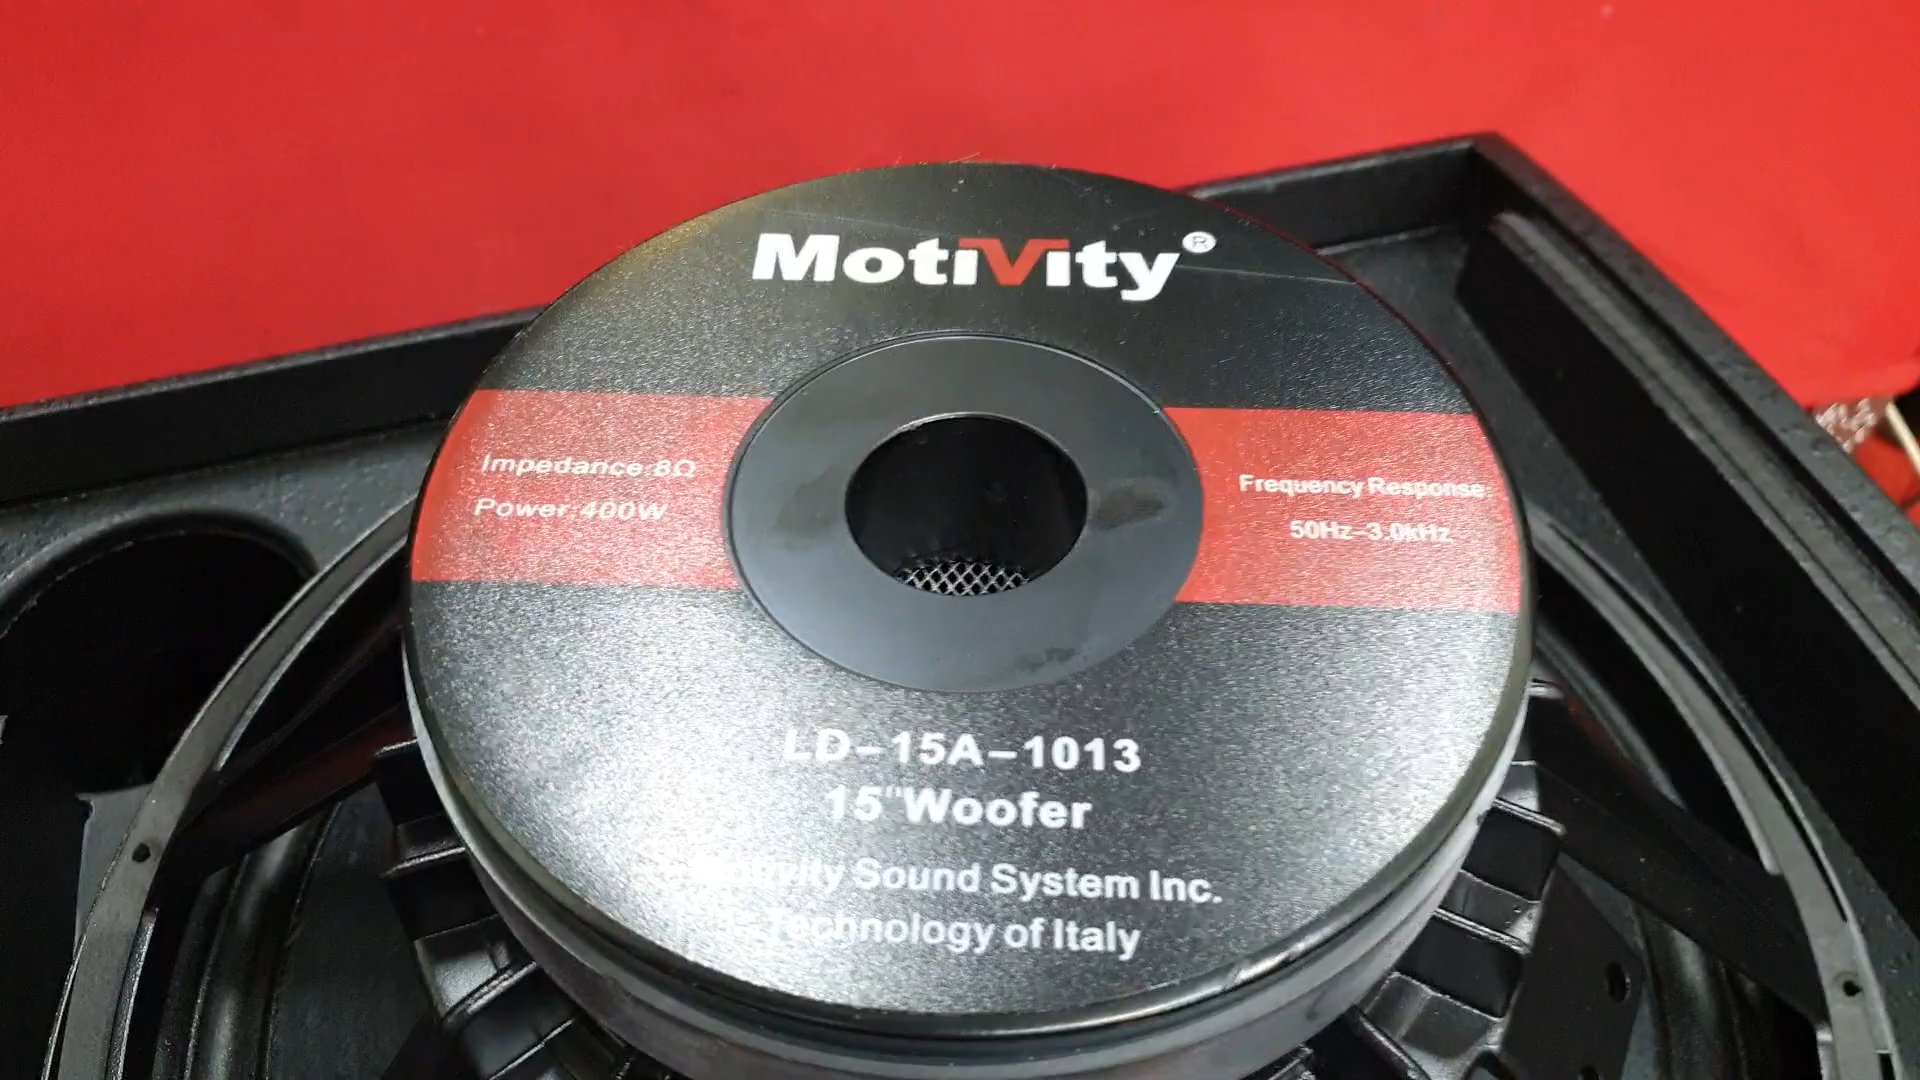 MotiVity®
Impedance:8Ω
Power:400W
Frequency Response
50Hz-3.0kHz
LD-15A-1013
15"Woofer
Motivity Sound System Inc.
Technology of Italy